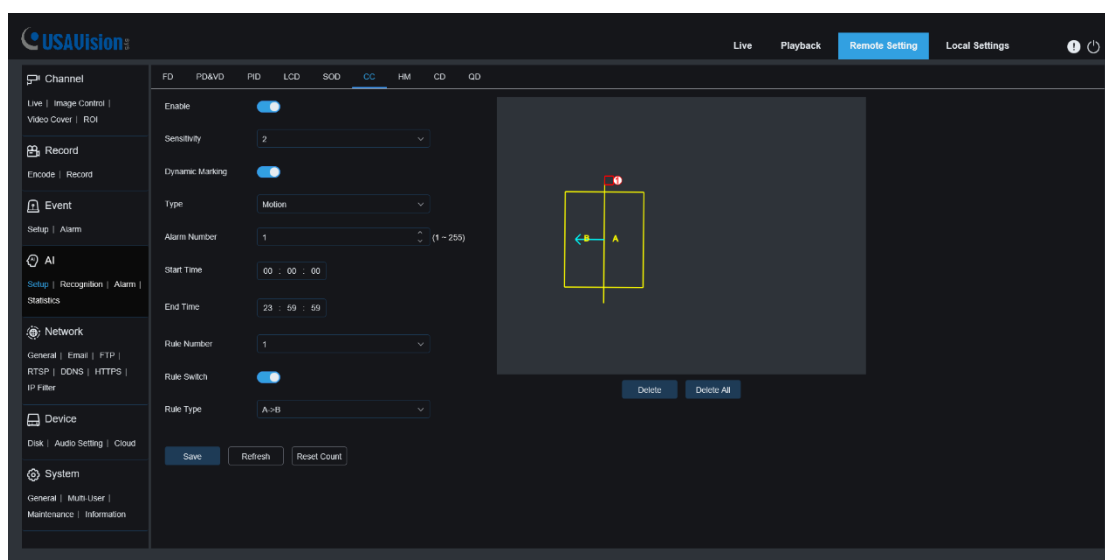 USAVision
Live Playback Remote Setting Local Settings
Channel
Live | Image Control |
Video Cover | ROI
Record
Encode | Record
Event
Setup | Alarm
AI
Setup | Recognition | Alarm |
Statistics
Network
General | Email | FTP |
RTSP | DDNS | HTTPS |
IP Filter
Device
Disk | Audio Setting | Cloud
System
General | Multi-User |
Maintenance | Information
FD PD&VD PID LCD SOD CC HM CD QD
Enable
Sensitivity 2
Dynamic Marking
Type Motion
Alarm Number 1 (1 ~ 255)
Start Time 00 : 00 : 00
End Time 23 : 59 : 59
Rule Number 1
Rule Switch
Rule Type A->B
Save Refresh Reset Count
1
B A
Delete Delete All